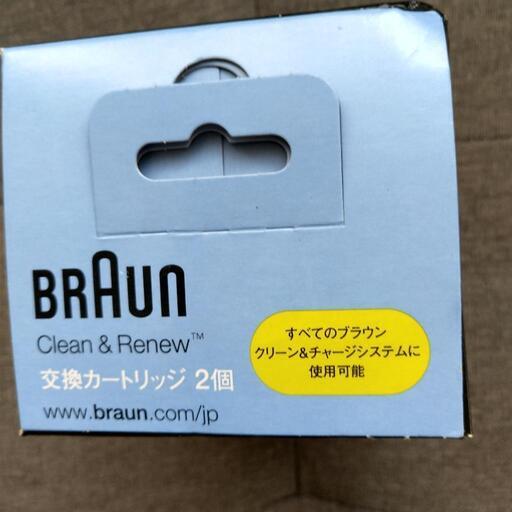 BRAUN
Clean & Renew™
交換カートリッジ 2個
www.braun.com/jp
すべてのブラウン
クリーン&チャージシステムに
使用可能